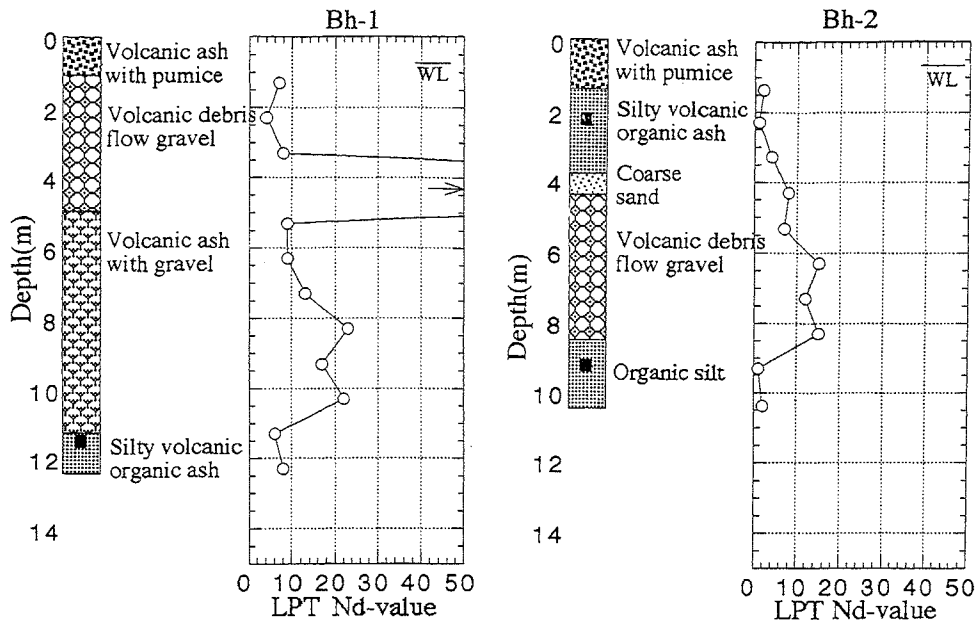 Bh-1
0
2
4
6
8
10
12
14
Depth(m)
Volcanic ash
with pumice
Volcanic debris
flow gravel
Volcanic ash
with gravel
Silty volcanic
organic ash
WL
0 10 20 30 40 50
LPT Nd-value
Bh-2
0
2
4
6
8
10
12
14
Depth(m)
Volcanic ash
with pumice
Silty volcanic
organic ash
Coarse
sand
Volcanic debris
flow gravel
Organic silt
WL
0 10 20 30 40 50
LPT Nd-value